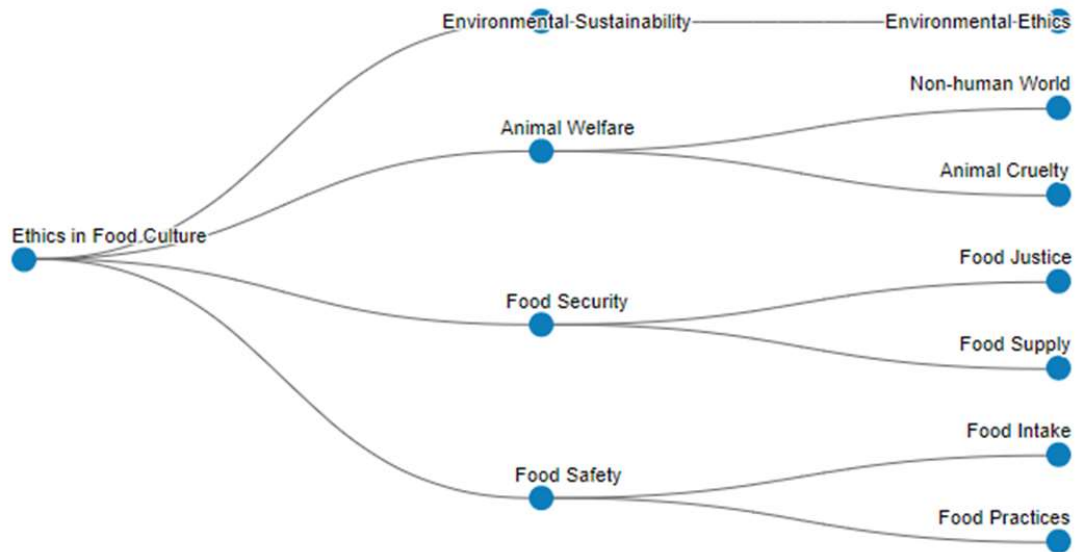 Environmental Sustainability
Environmental Ethics
Non-human World
Animal Welfare
Animal Cruelty
Ethics in Food Culture
Food Justice
Food Security
Food Supply
Food Intake
Food Safety
Food Practices